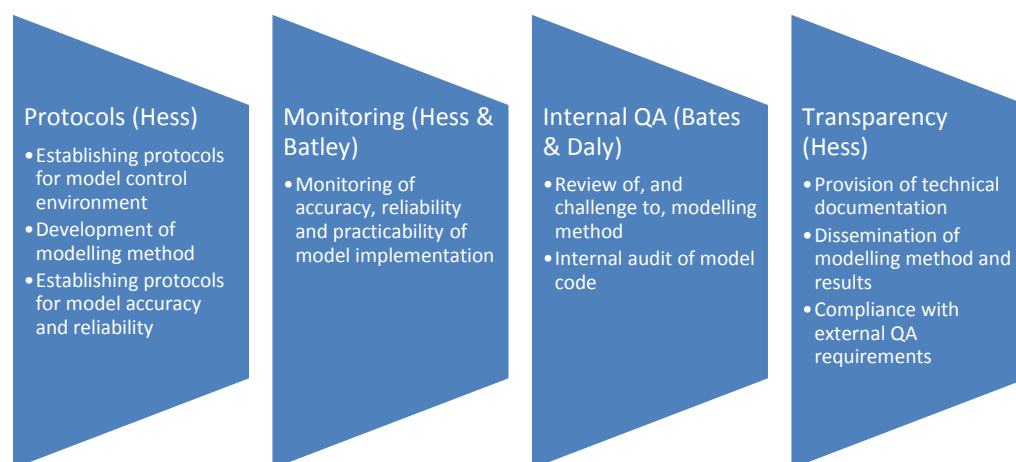 Protocols (Hess)
•Establishing protocols
for model control
environment
•Development of
modelling method
•Establishing protocols
for model accuracy
and reliability
Monitoring (Hess &
Batley)
•Monitoring of
accuracy, reliability
and practicability of
model implementation
Internal QA (Bates
& Daly)
•Review of, and
challenge to, modelling
method
•Internal audit of model
code
Transparency
(Hess)
•Provision of technical
documentation
•Dissemination of
modelling method and
results
•Compliance with
external QA
requirements